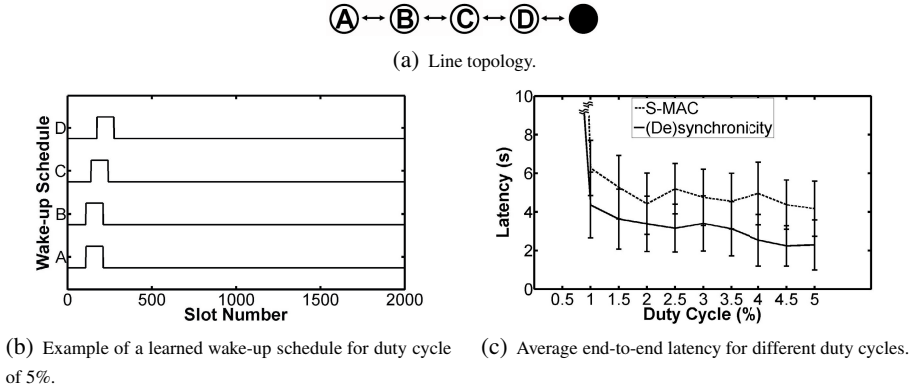 A B C D
(a) Line topology.
Wake-up Schedule
D
C
B
A
0 500 1000 1500 2000
Slot Number
(b) Example of a learned wake-up schedule for duty cycle
of 5%.
Latency (s)
10
8
6
4
2
0
S-MAC
(De)synchronicity
0.5 1 1.5 2 2.5 3 3.5 4 4.5 5
Duty Cycle (%)
(c) Average end-to-end latency for different duty cycles.